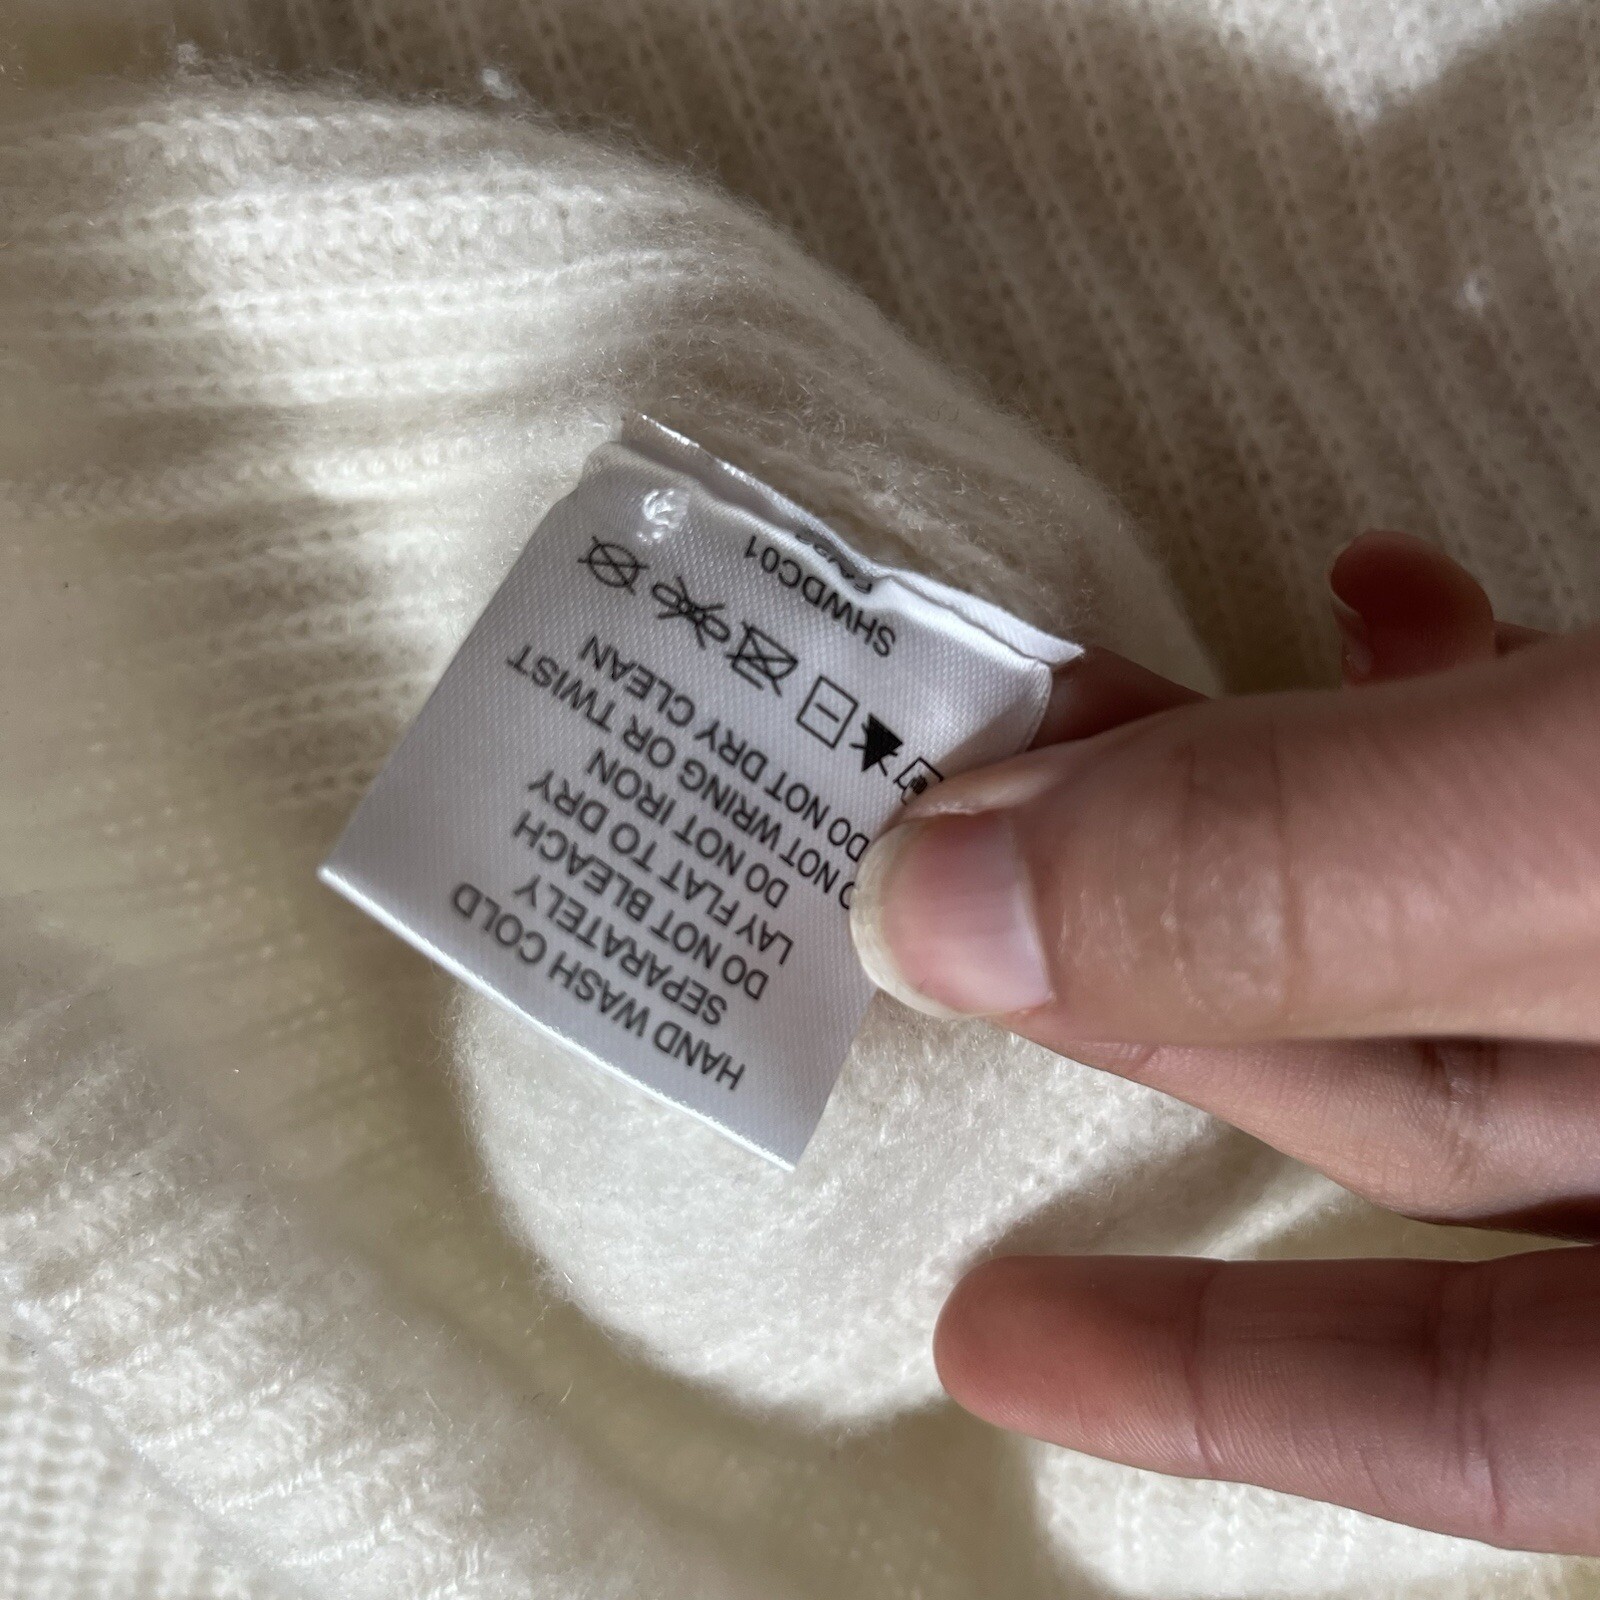 HAND WASH COLD
SEPARATELY
DO NOT BLEACH
LAY FLAT TO DRY
DO NOT IRON
NOT WRING OR TWIST
DO NOT DRY CLEAN
SHWDC01